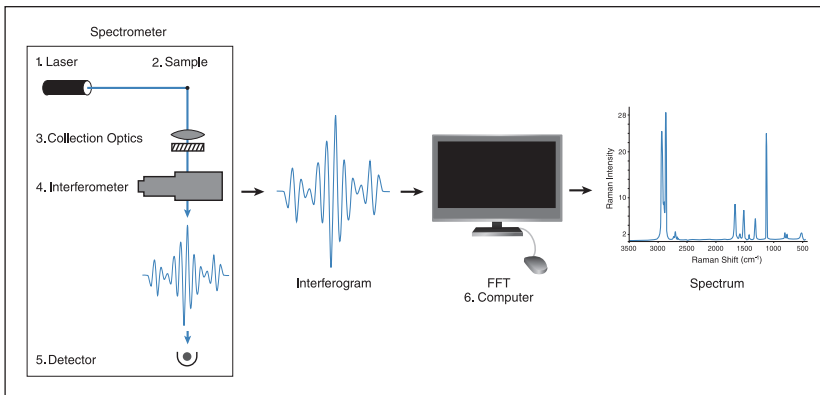 Spectrometer
1. Laser
2. Sample
3. Collection Optics
4. Interferometer
5. Detector
Interferogram
FFT
6. Computer
28
20
10
2
Raman Intensity
3500 3000 2500 2000 1500 1000 500
Raman Shift (cm⁻¹)
Spectrum